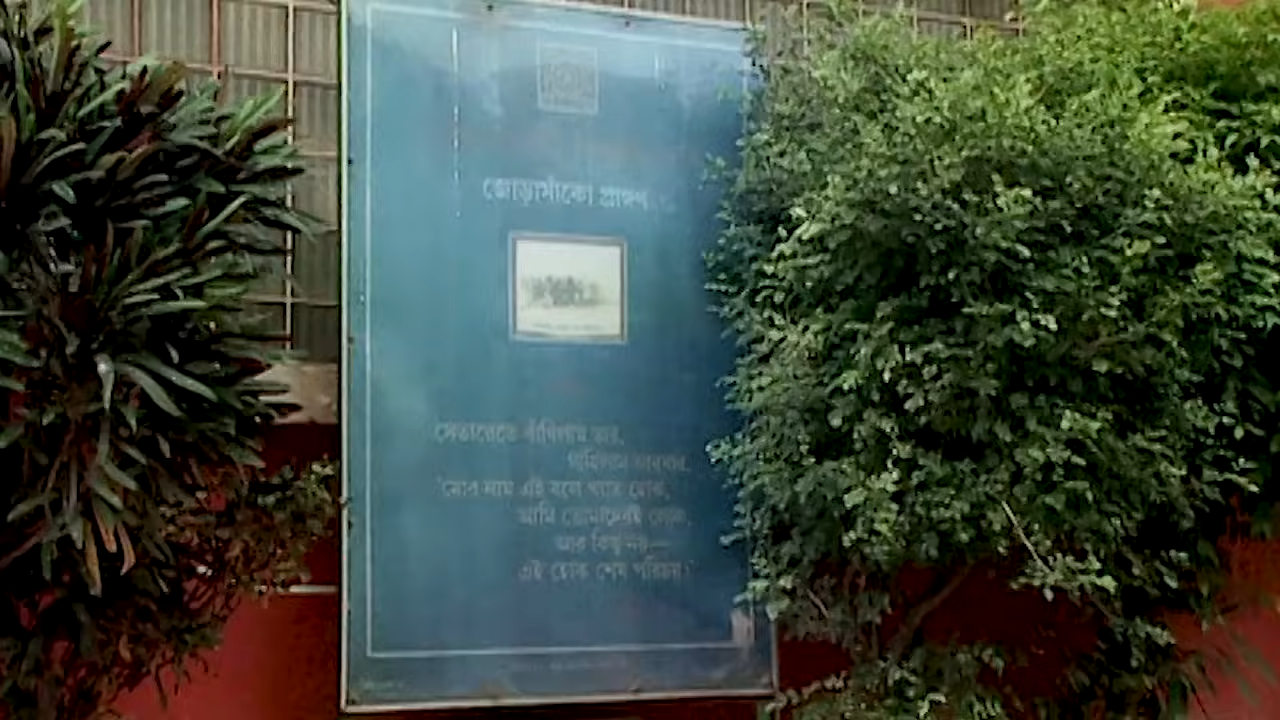 জোড়াসাঁকো প্রাঙ্গণ
সেতারেতে বাঁধিলাম তার,
গাহিলাম আরবার,
'মোর নাম এই বলে খ্যাত হোক,
আমি তোমাদেরই লোক,
আর কিছু নয়—
এই হোক শেষ পরিচয়।'